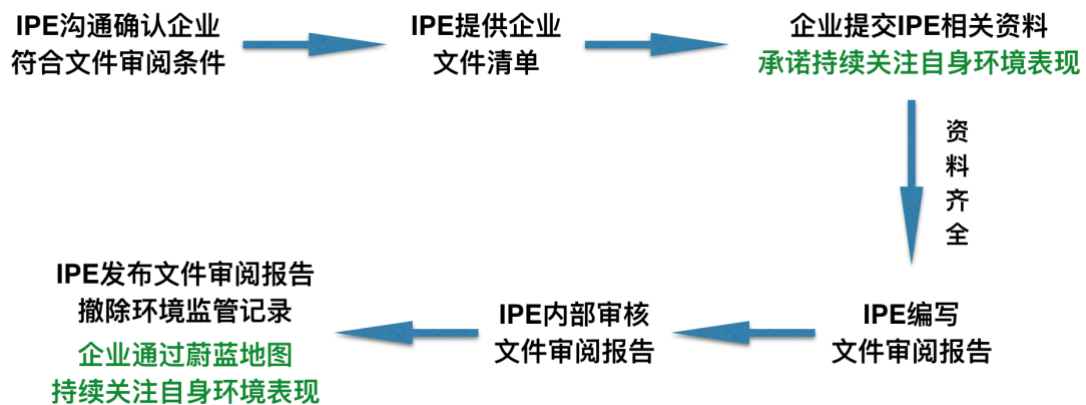 IPE沟通确认企业
符合文件审阅条件
IPE提供企业
文件清单
企业提交IPE相关资料
承诺持续关注自身环境表现
资
料
齐
全
IPE编写
文件审阅报告
IPE内部审核
文件审阅报告
IPE发布文件审阅报告
撤除环境监管记录
企业通过蔚蓝地图
持续关注自身环境表现